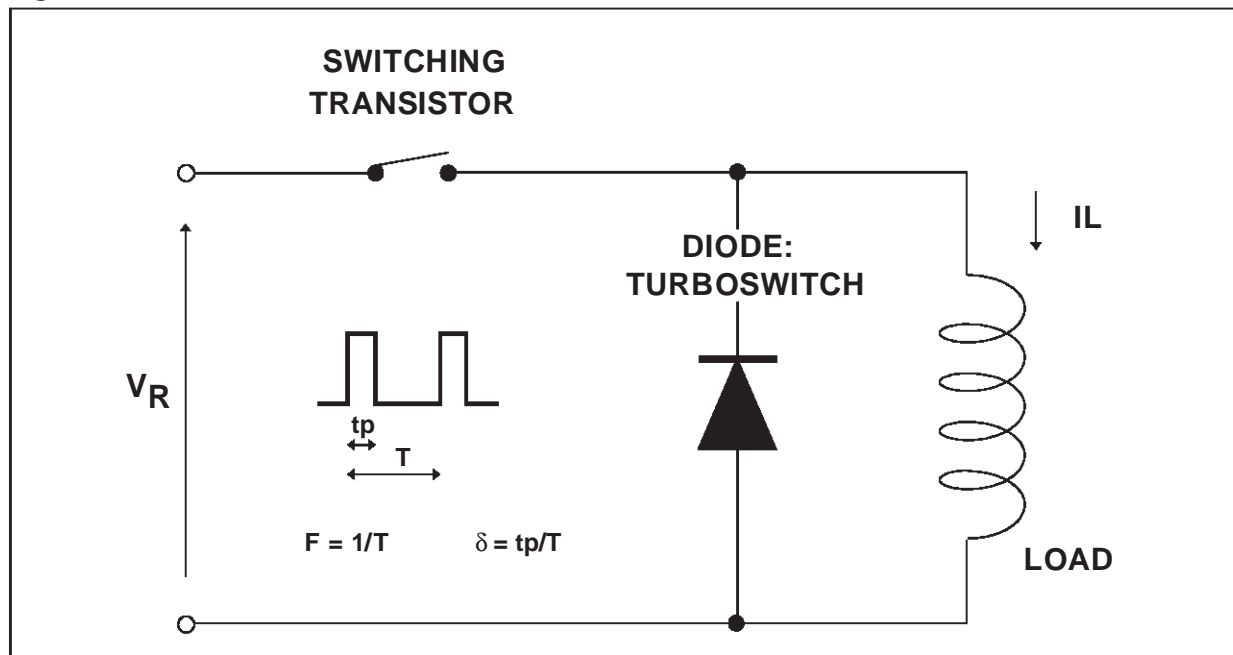 SWITCHING
TRANSISTOR
IL
DIODE:
TURBOSWITCH
VR
tp
T
F = 1/T
δ = tp/T
LOAD